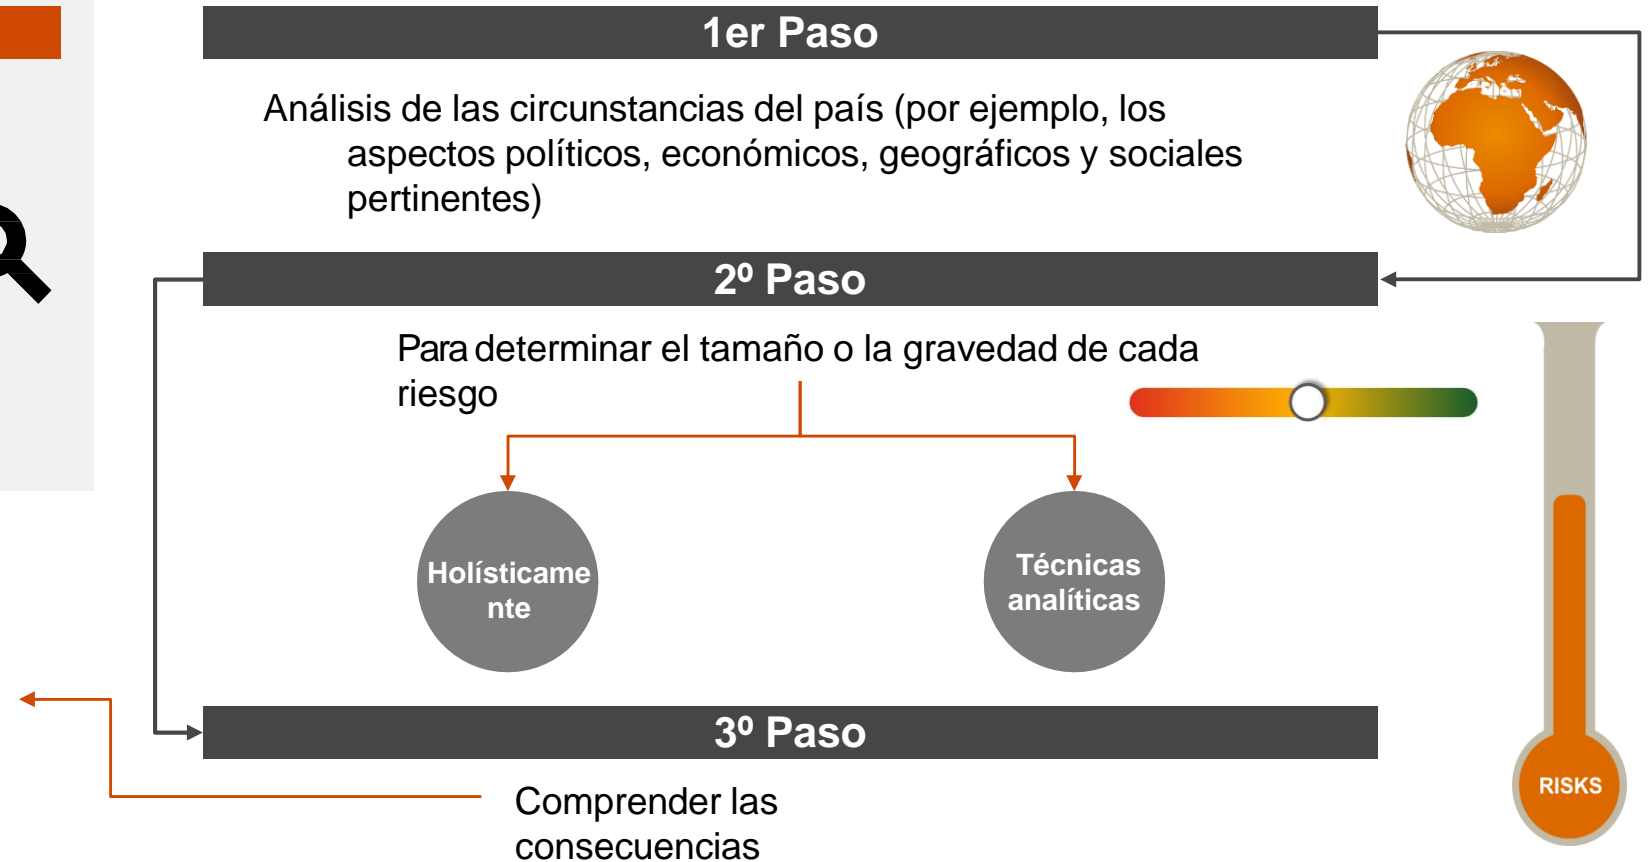 1er Paso
Análisis de las circunstancias del país (por ejemplo, los
aspectos políticos, económicos, geográficos y sociales
pertinentes)
2º Paso
Para determinar el tamaño o la gravedad de cada
riesgo
Holísticame
nte
Técnicas
analíticas
3º Paso
RISKS
Comprender las
consecuencias